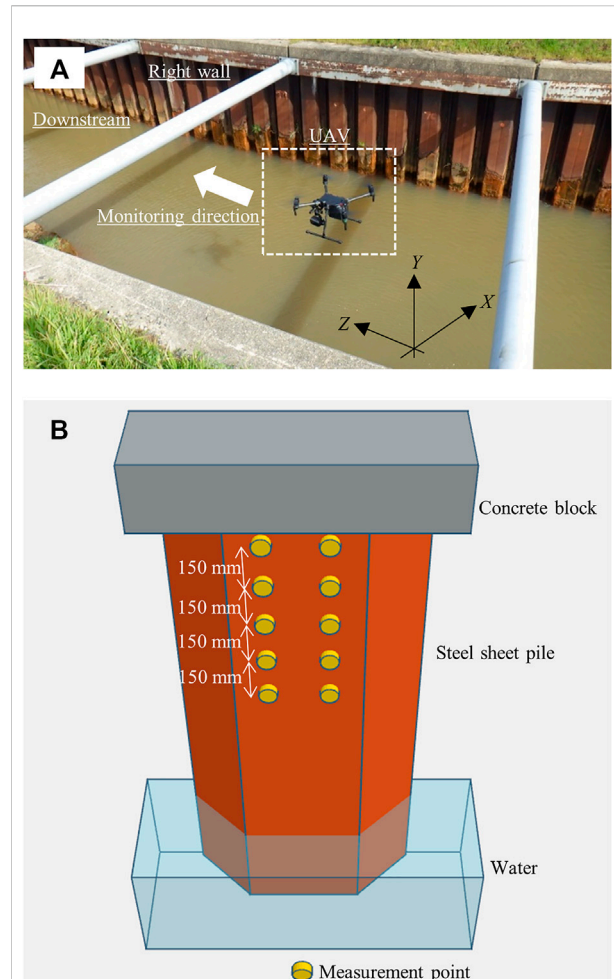 A
Right wall
Downstream
UAV
Monitoring direction
Y
X
Z
B
Concrete block
150 mm
150 mm
150 mm
150 mm
Steel sheet pile
Water
Measurement point